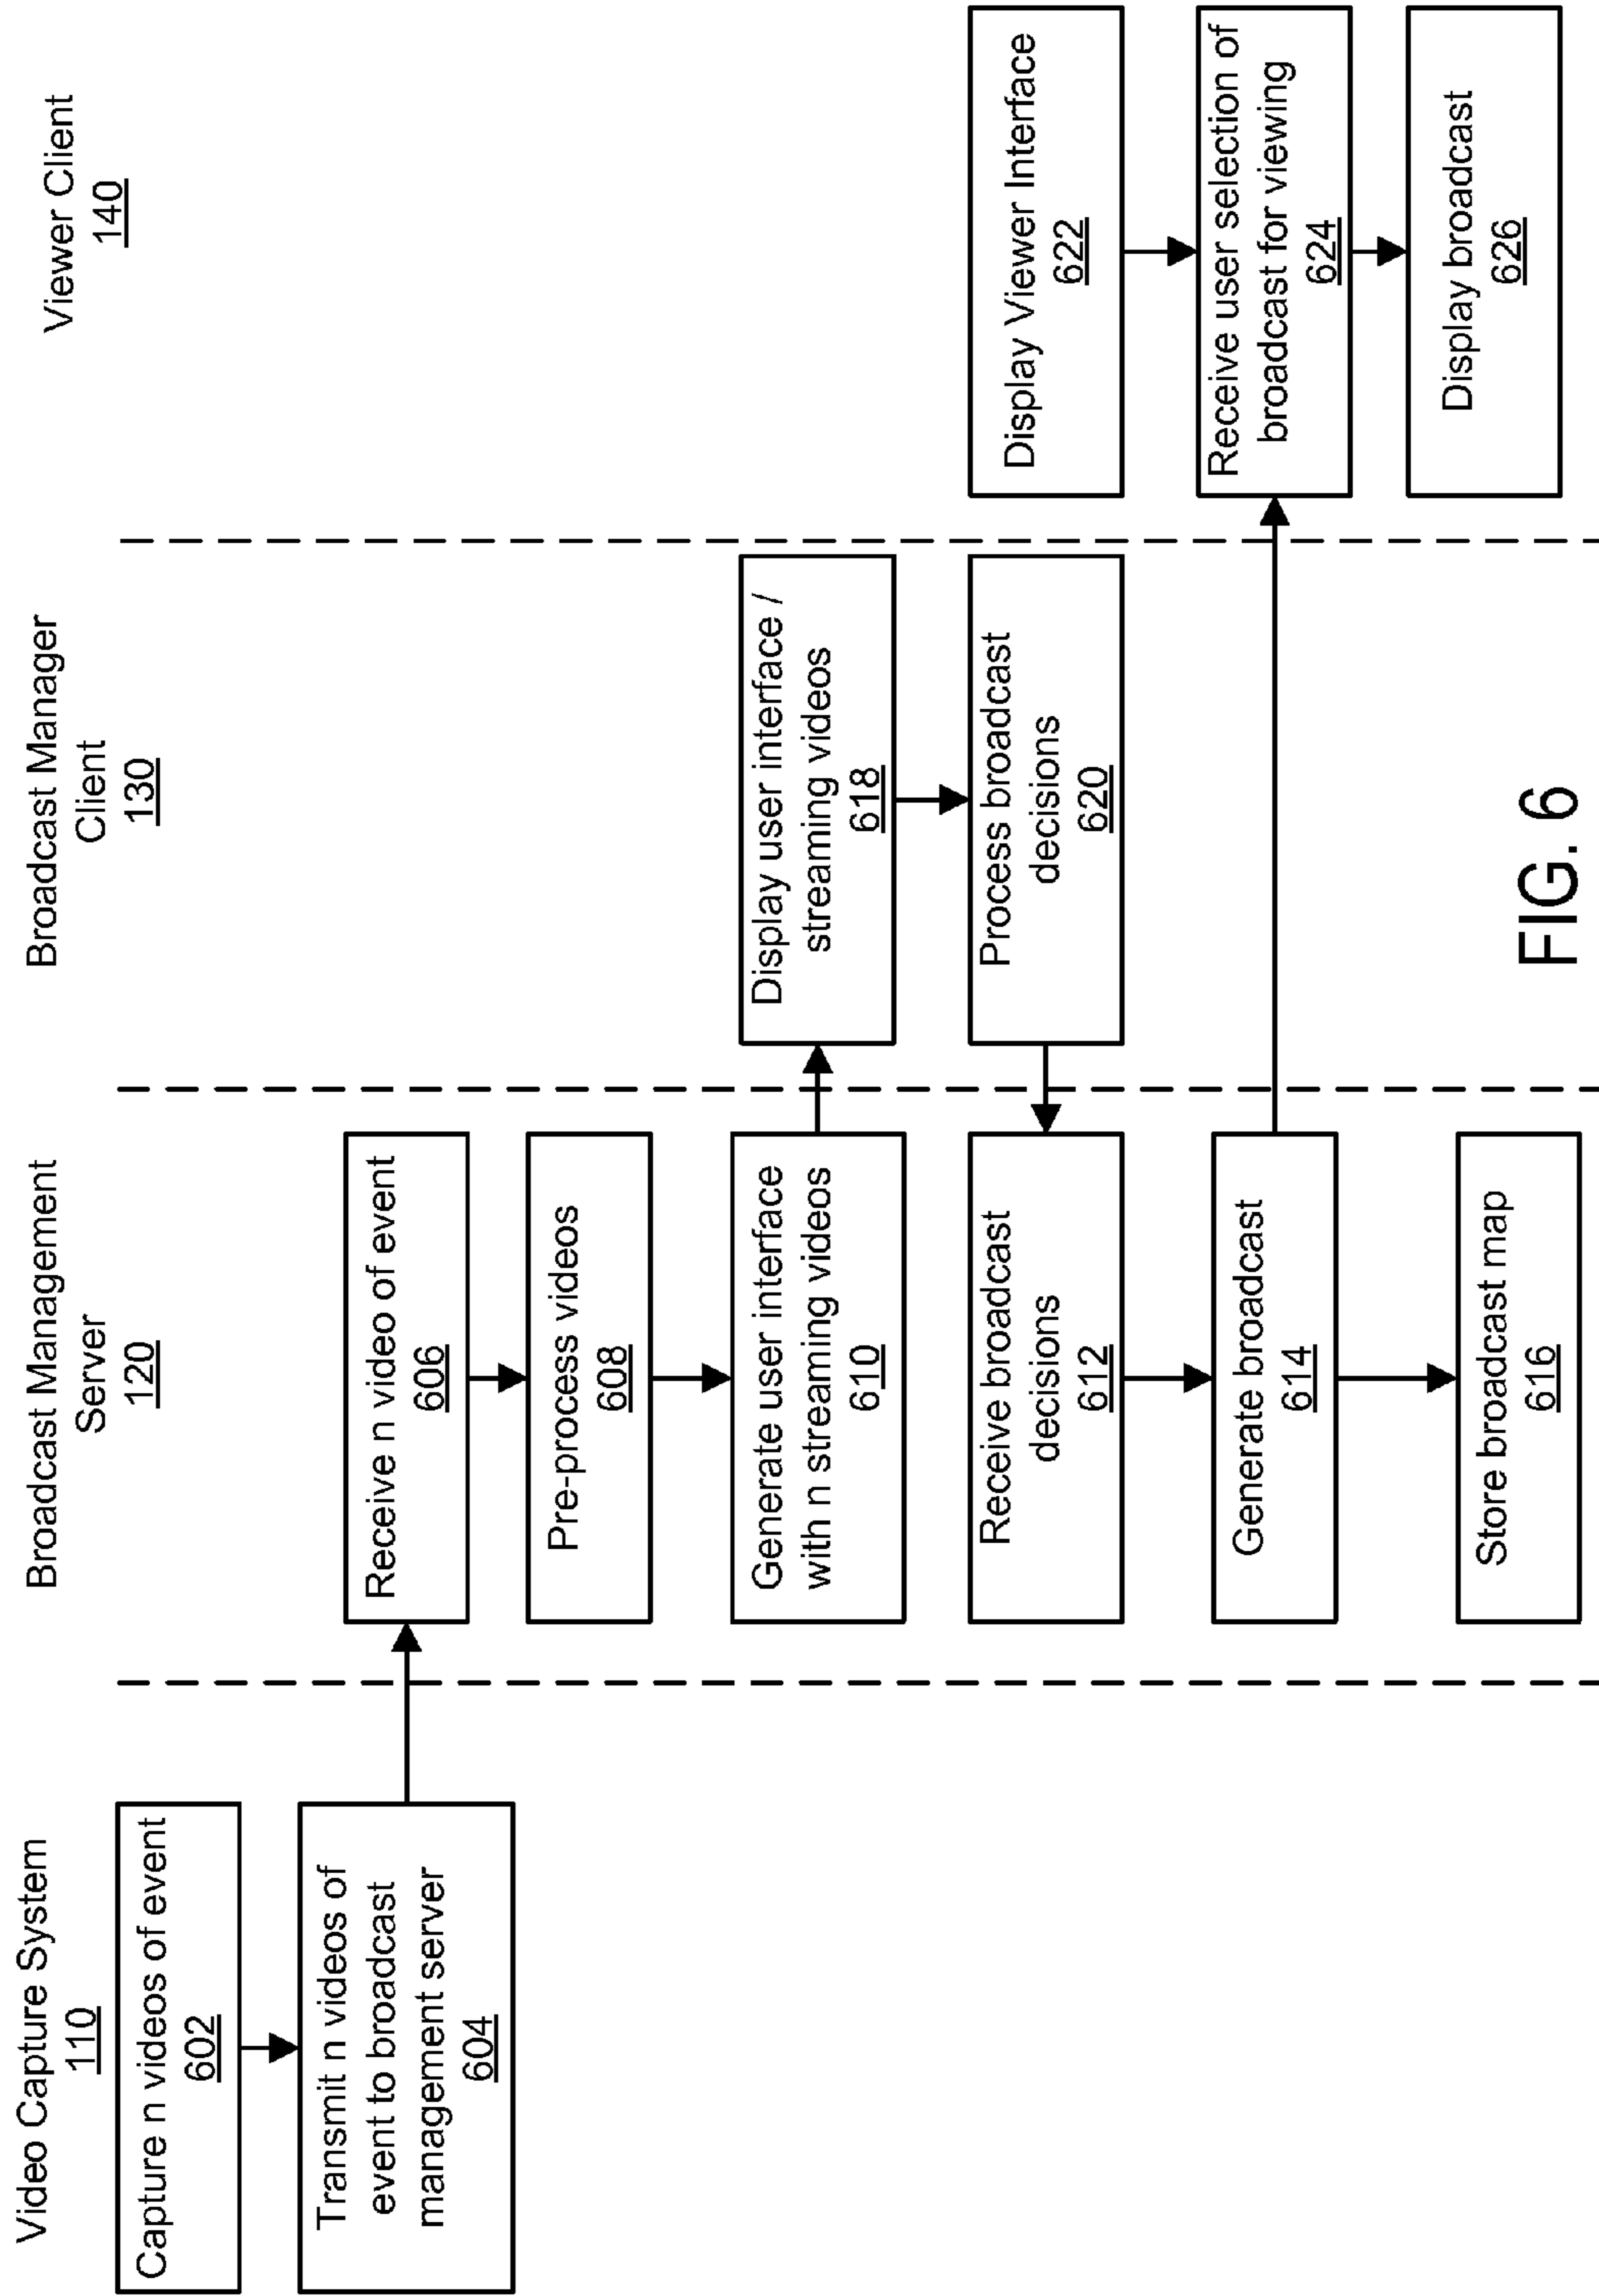 Video Capture System
110
Capture n videos of event
602
Transmit n videos of
event to broadcast
management server
604
Broadcast Management
Server
120
Receive n video of event
606
Pre-process videos
608
Generate user interface
with n streaming videos
610
Receive broadcast
decisions
612
Generate broadcast
614
Store broadcast map
616
Broadcast Manager
Client
130
Display user interface /
streaming videos
618
Process broadcast
decisions
620
Viewer Client
140
Display Viewer Interface
622
Receive user selection of
broadcast for viewing
624
Display broadcast
626
FIG. 6